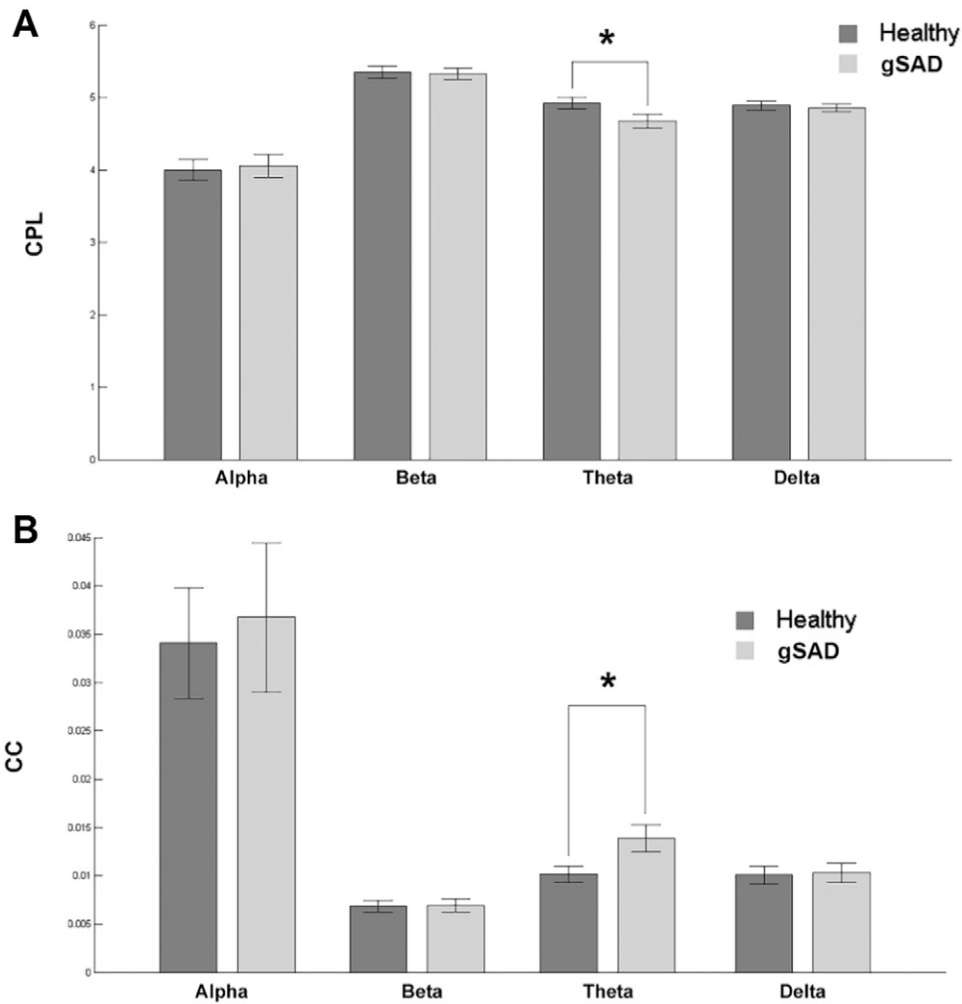 A
Healthy
gSAD
*
CPL
6
5
4
3
2
1
0
Alpha Beta Theta Delta
B
Healthy
gSAD
*
CC
0.045
0.04
0.035
0.03
0.025
0.02
0.015
0.01
0.005
0
Alpha Beta Theta Delta